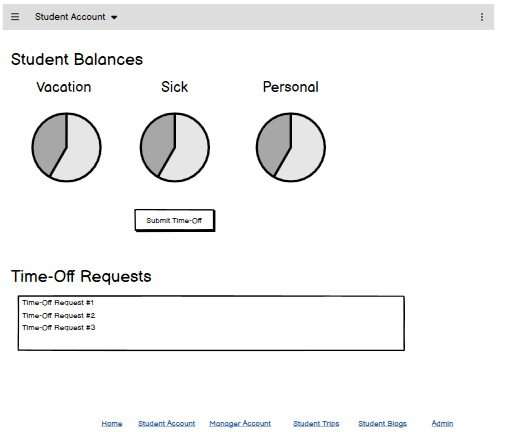 Student Account
Student Balances
Vacation Sick Personal
Submit Time-Off
Time-Off Requests
Time-Off Request #1
Time-Off Request #2
Time-Off Request #3
Home Student Account Manager Account Student Trips Student Blogs Admin